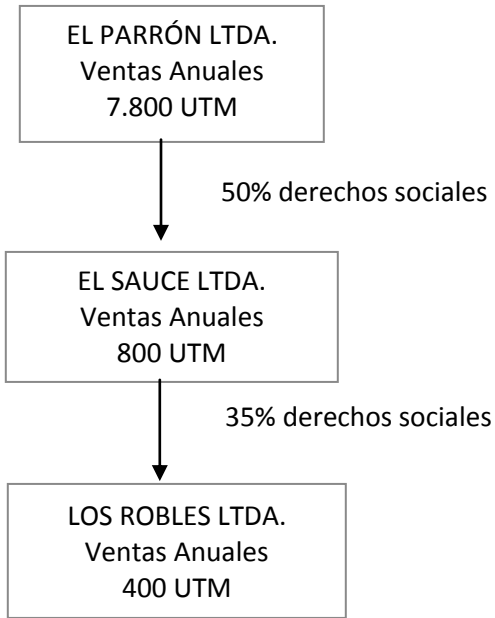 EL PARRÓN LTDA.
Ventas Anuales
7.800 UTM
50% derechos sociales
EL SAUCE LTDA.
Ventas Anuales
800 UTM
35% derechos sociales
LOS ROBLES LTDA.
Ventas Anuales
400 UTM